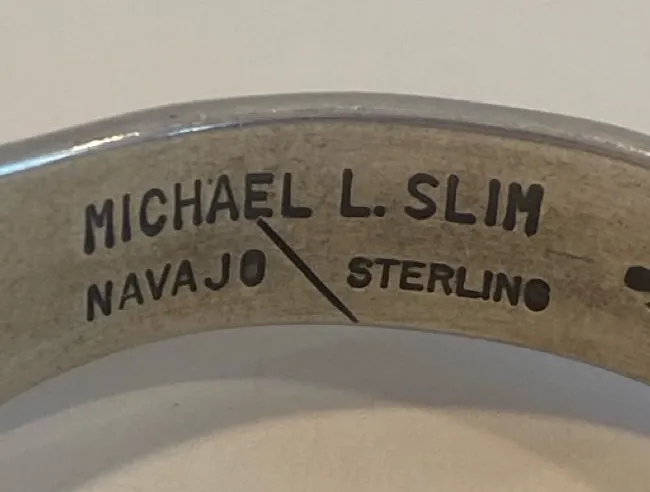 MICHAEL L. SLIM
NAVAJO \ STERLING